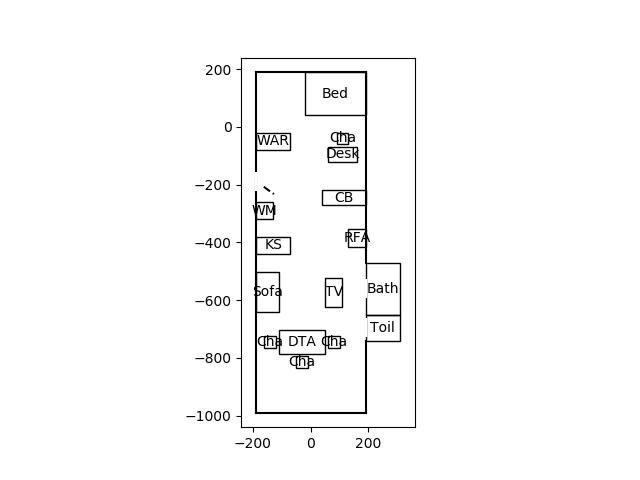 200
Bed
0
WAR
Cha
Desk
−200
CB
WM
RFA
−400
KS
Sofa
TV
Bath
−600
Toil
Cha
DTA
Cha
−800
Cha
−1000
−200
0
200